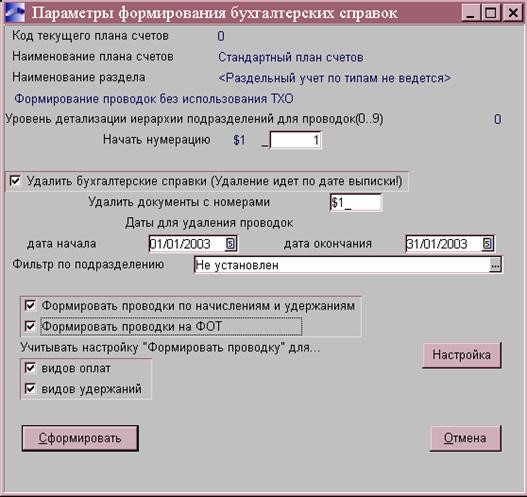 Параметры формирования бухгалтерских справок
Код текущего плана счетов 0
Наименование плана счетов Стандартный план счетов
Наименование раздела <Раздельный учет по типам не ведется>
Формирование проводок без использования ТХО
Уровень детализации иерархии подразделений для проводок(0..9) 0
Начать нумерацию $1 _ 1
Удалить бухгалтерские справки (Удаление идет по дате выписки!)
Удалить документы с номерами $1_
Даты для удаления проводок
дата начала 01/01/2003 дата окончания 31/01/2003
Фильтр по подразделению Не установлен ...
Формировать проводки по начислениям и удержаниям
Формировать проводки на ФОТ
Учитывать настройку "Формировать проводку" для...
Настройка
видов оплат
видов удержаний
Сформировать Отмена